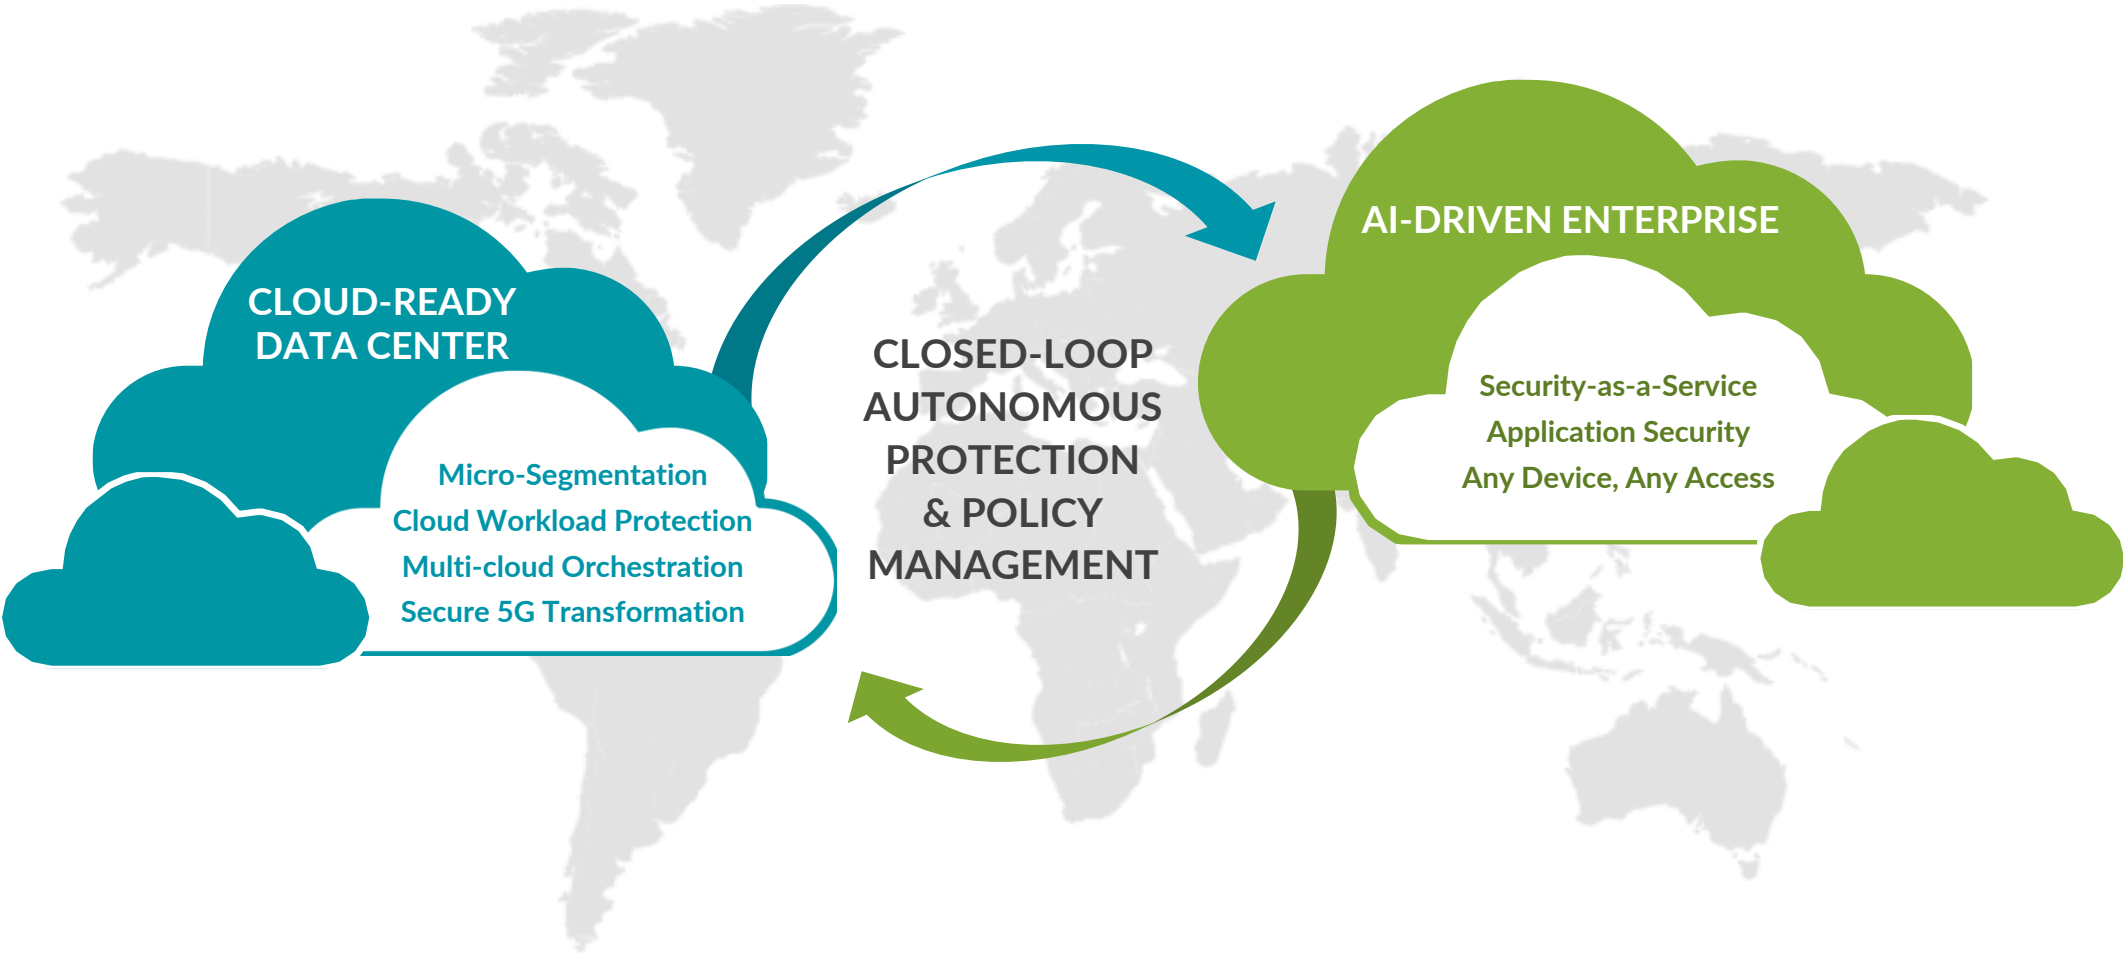 CLOUD-READY
DATA CENTER
Micro-Segmentation
Cloud Workload Protection
Multi-cloud Orchestration
Secure 5G Transformation
CLOSED-LOOP
AUTONOMOUS
PROTECTION
& POLICY
MANAGEMENT
AI-DRIVEN ENTERPRISE
Security-as-a-Service
Application Security
Any Device, Any Access